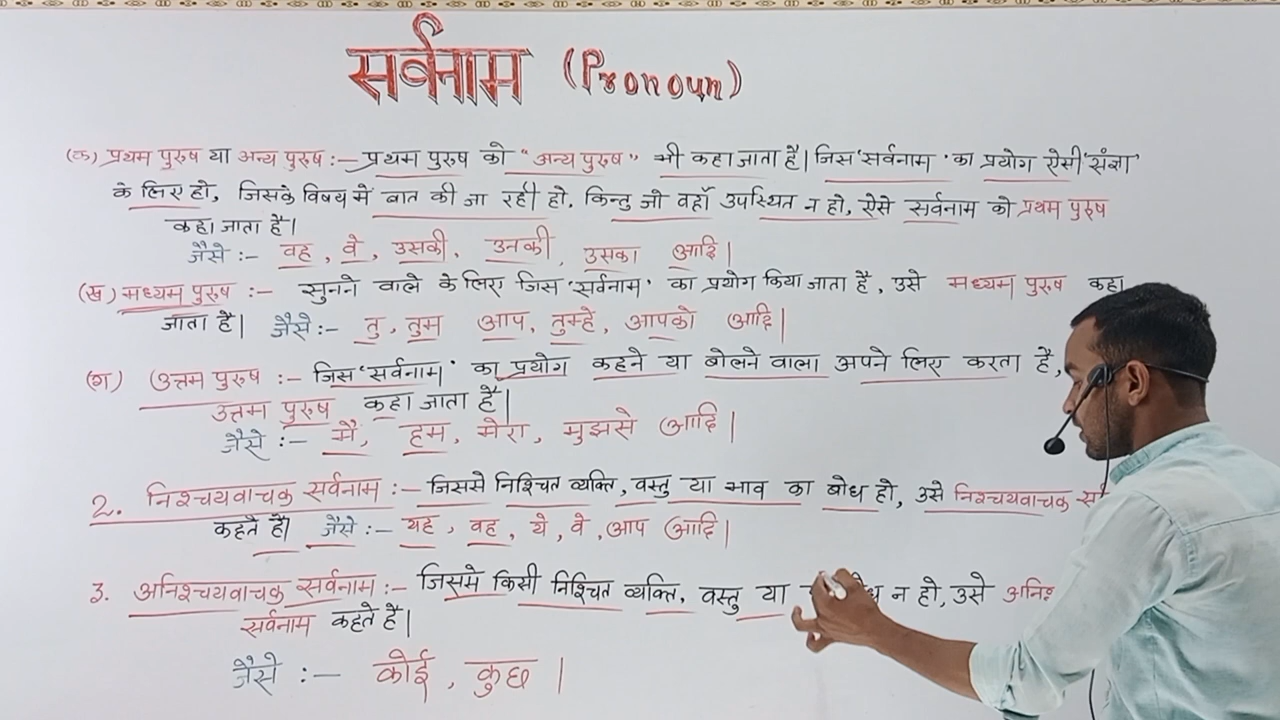 सर्वनाम (Pronoun)
(क) प्रथम पुरुष या अन्य पुरुष :– प्रथम पुरुष को "अन्य पुरुष" भी कहा जाता है। जिस 'सर्वनाम' का प्रयोग ऐसी 'संज्ञा'
के लिए हो, जिसके विषय में बात की जा रही हो, किन्तु जो वहाँ उपस्थित न हो, ऐसे सर्वनाम को प्रथम पुरुष
कहा जाता है।
जैसे :– वह, वे, उसकी, उनकी, उसका आदि।
(ख) मध्यम पुरुष :– सुनने वाले के लिए जिस 'सर्वनाम' का प्रयोग किया जाता है, उसे मध्यम पुरुष कहा
जाता है। जैसे :– तु, तुम आप, तुम्हे, आपको आदि।
(ग) उत्तम पुरुष :– जिस 'सर्वनाम' का प्रयोग कहने या बोलने वाला अपने लिए करता है,
उत्तम पुरुष कहा जाता है।
जैसे :– मै, हम, मेरा, मुझसे आदि।
2. निश्चयवाचक सर्वनाम :– जिससे निश्चित व्यक्ति, वस्तु या भाव का बोध हो, उसे निश्चयवाचक
कहते है। जैसे :– यह, वह, ये, वे, आप आदि।
3. अनिश्चयवाचक सर्वनाम :– जिसमे किसी निश्चित व्यक्ति, वस्तु या न हो, उसे
सर्वनाम कहते है।
जैसे :– कोई, कुछ।